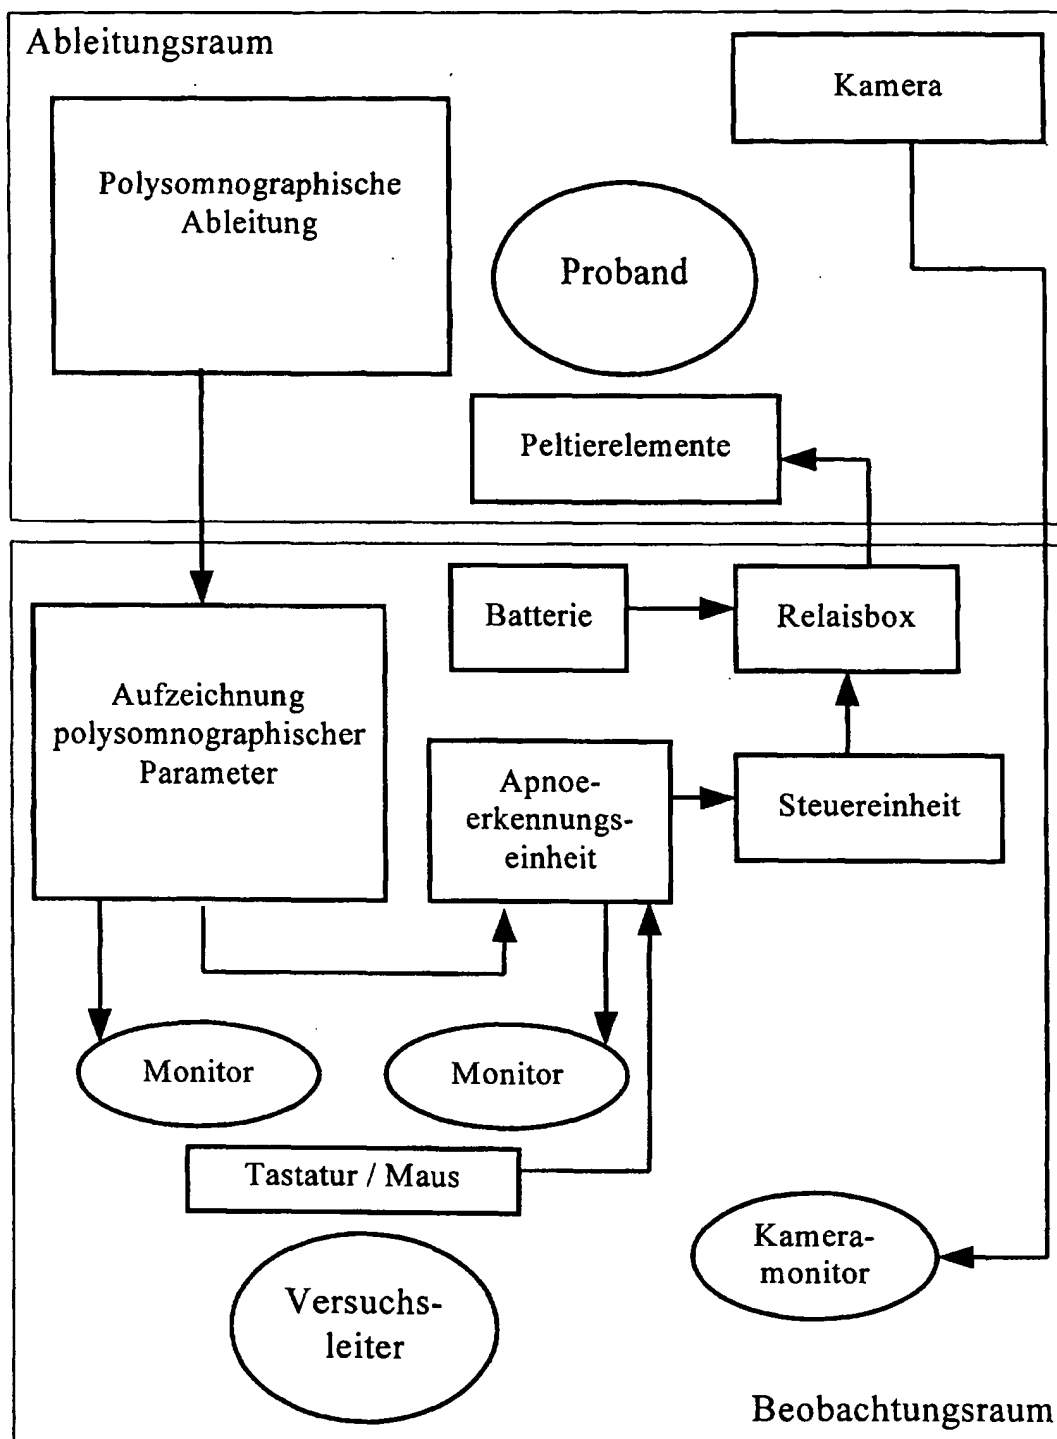 Ableitungsraum
Kamera
Polysomnographische
Ableitung
Proband
Peltierelemente
Batterie
Relaisbox
Aufzeichnung
polysomnographischer
Parameter
Apnoe-
erkennungs-
einheit
Steuereinheit
Monitor
Monitor
Tastatur / Maus
Kamera-
monitor
Versuchs-
leiter
Beobachtungsraum